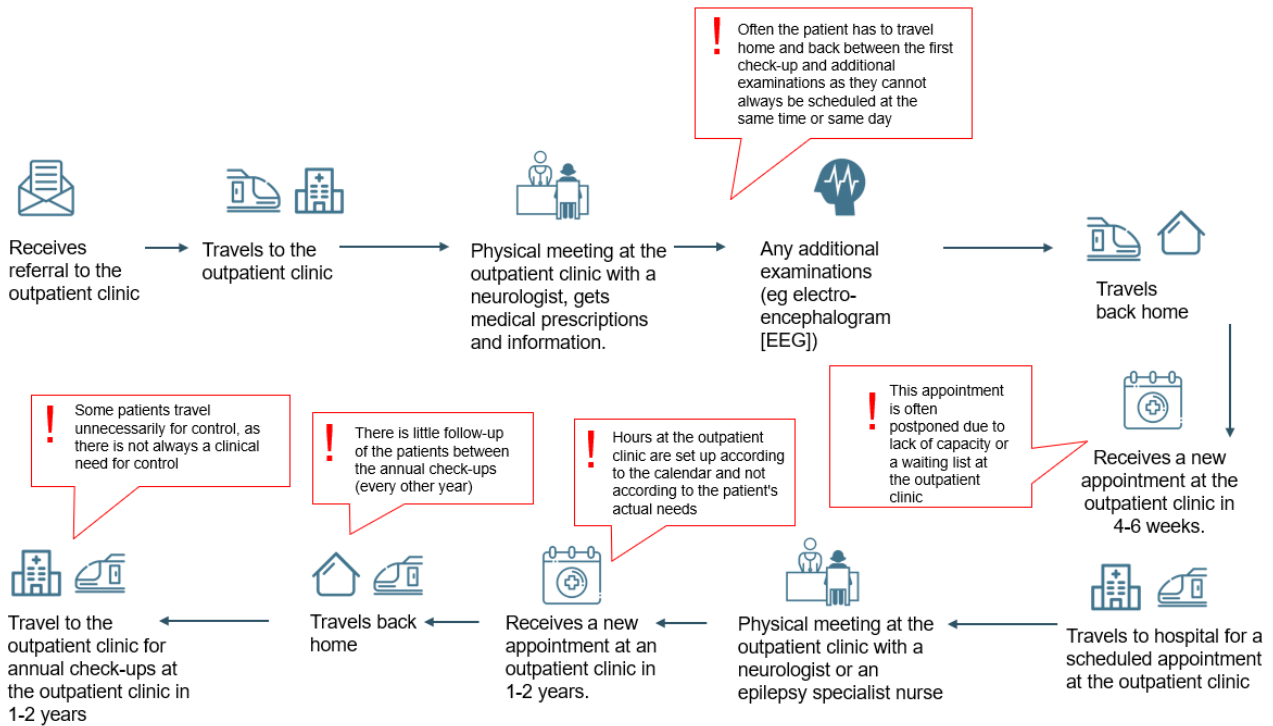 ! Often the patient has to travel
home and back between the first
check-up and additional
examinations as they cannot
always be scheduled at the
same time or same day
Receives
referral to the
outpatient clinic
Travels to the
outpatient clinic
Physical meeting at the
outpatient clinic with a
neurologist, gets
medical prescriptions
and information.
Any additional
examinations
(eg electro-
encephalogram
[EEG])
Travels
back home
! This appointment
is often
postponed due to
lack of capacity or
a waiting list at
the outpatient
clinic
Receives a new
appointment at the
outpatient clinic in
4-6 weeks.
Travels to hospital for a
scheduled appointment
at the outpatient clinic
Physical meeting at the
outpatient clinic with a
neurologist or an
epilepsy specialist nurse
! Hours at the outpatient
clinic are set up according
to the calendar and not
according to the patient's
actual needs
Receives a new
appointment at an
outpatient clinic in
1-2 years.
! There is little follow-up
of the patients between
the annual check-ups
(every other year)
Travels back
home
! Some patients travel
unnecessarily for control, as
there is not always a clinical
need for control
Travel to the
outpatient clinic for
annual check-ups at
the outpatient clinic in
1-2 years